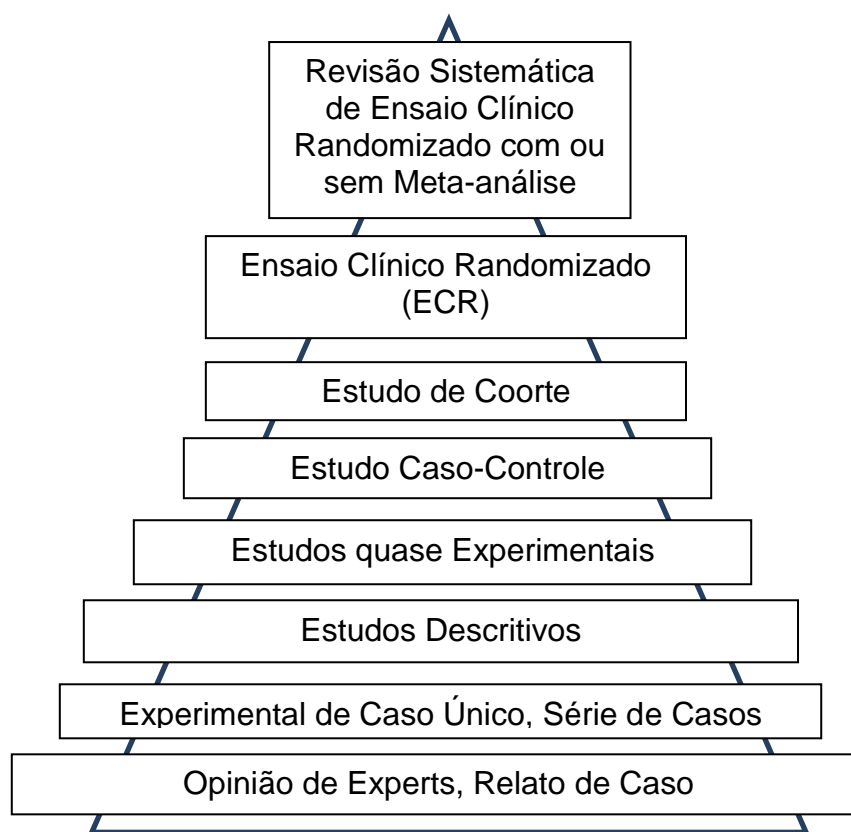 Revisão Sistemática
de Ensaio Clínico
Randomizado com ou
sem Meta-análise
Ensaio Clínico Randomizado
(ECR)
Estudo de Coorte
Estudo Caso-Controle
Estudos quase Experimentais
Estudos Descritivos
Experimental de Caso Único, Série de Casos
Opinião de Experts, Relato de Caso